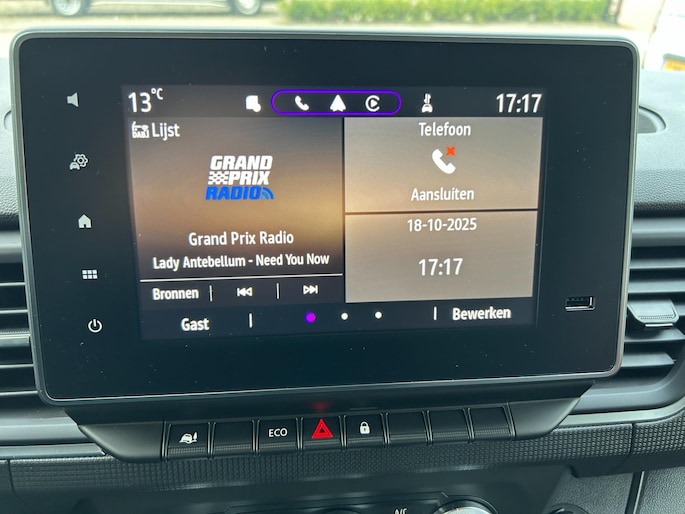 13°C
17:17
DAB
Lijst
GRAND
PRIX
RADIO
Grand Prix Radio
Lady Antebellum - Need You Now
Bronnen
Telefoon
Aansluiten
18-10-2025
17:17
Gast
Bewerken
ECO
A/C